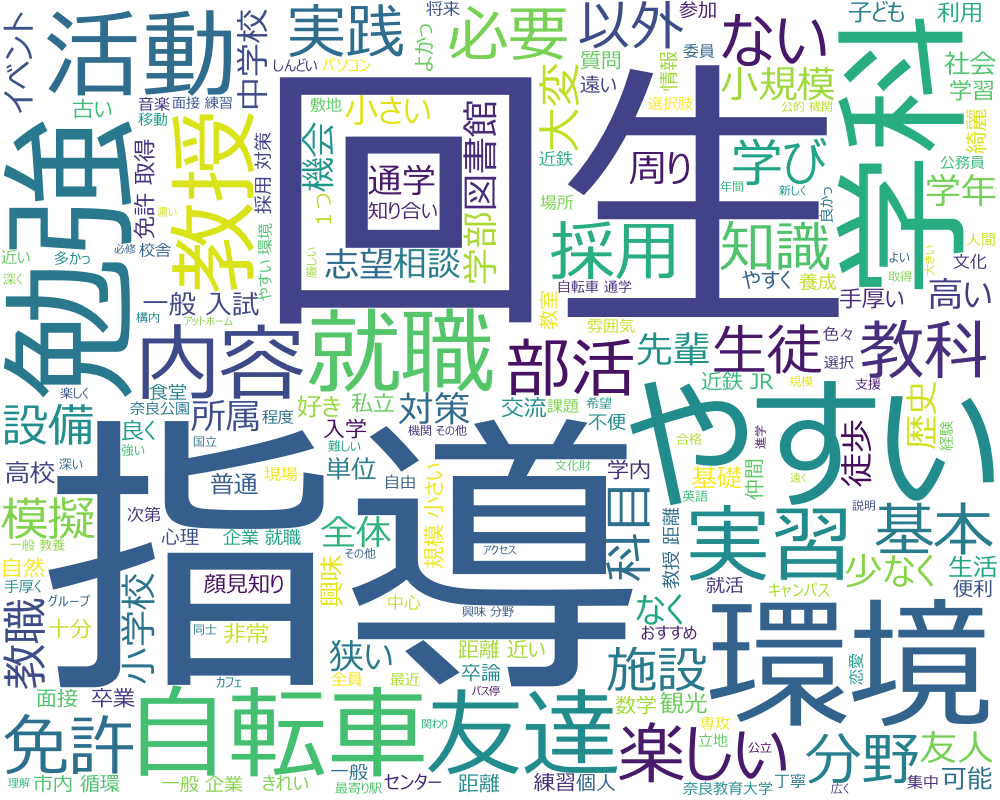 将来
参加
子ども
利用
活動
実践
必要
以外
ない
学科
イベント
中学校
しんどい
パソコン
よかっ
質問
委員
情報
社会
学習
古い
音楽
面接 練習
移動
敷地
小さい
大変
遠い
選択肢
小規模
公的 機関
綺麗
勉強
教授
免許 取得
採用 対策
機会
回生
図書館
近鉄
周り
学び
公務員
学年
通学
知り合い
1つ
場所
年間
新しく
良かっ
人間
濃い
必修
校舎
近い
多かっ
深く
やすい 環境
厳しい
志望相談
学部
採用
知識
よい
文化
大きい
取得
自転車 通学
やすく
養成
手厚い
高い
構内
アットホーム
一般 入試
教室
雰囲気
内容
就職
部活
先輩
生徒
色々
選択
教科
楽しく
食堂
奈良公園
設備
良く
所属
程度
好き
私立
対策
交流
課題
希望
不便
近鉄 JR
規模
支援
やすい
歴史
経験
国立
強い
入学
難しい
機関 その他
文化財
合格
進学
徒歩
高校
深い
普通
現場
単位
自由
学内
基礎
仲間
遠く
模擬
次第
指導
英語
説明
実習
基本
一般 教養
心理
企業 就職
全体
その他
規模 小さい
アクセス
科目
教授 距離
少なく
生活
自然
手厚く
小学校
顔見知り
興味
中心
興味 分野
なく
就活
キャンパス
便利
教職
グループ
十分
同士
非常
おすすめ
環境
狭い
距離 近い
施設
恋愛
面接
卒業
カフェ
全員
最近
卒論
バス停
数学
観光
免許
自転車
友達
関わり
楽しい
専攻
立地
公立
分野
友人
理解
市内 循環
一般 企業
きれい
一般
最寄り駅
センター
距離
練習
個人
奈良教育大学
丁寧
広く
集中
可能